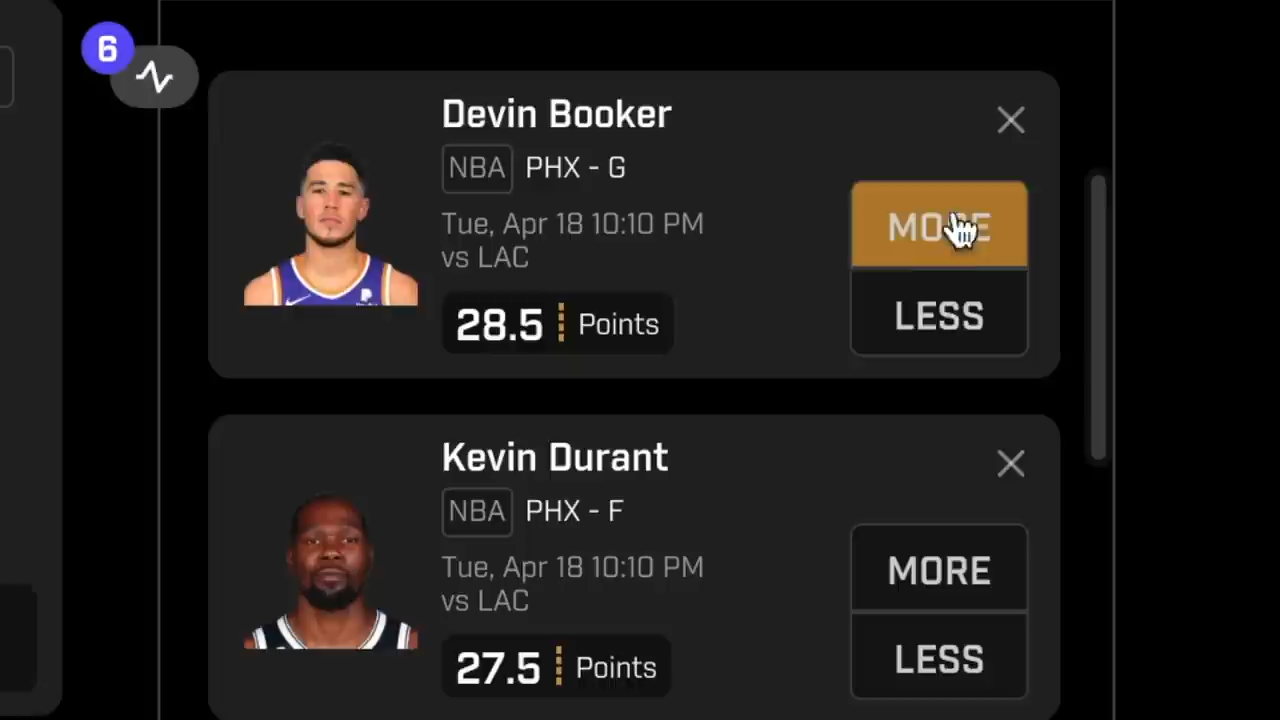 6
Devin Booker
NBA PHX - G
Tue, Apr 18 10:10 PM
vs LAC
28.5 Points
MORE
LESS
Kevin Durant
NBA PHX - F
Tue, Apr 18 10:10 PM
vs LAC
27.5 Points
MORE
LESS